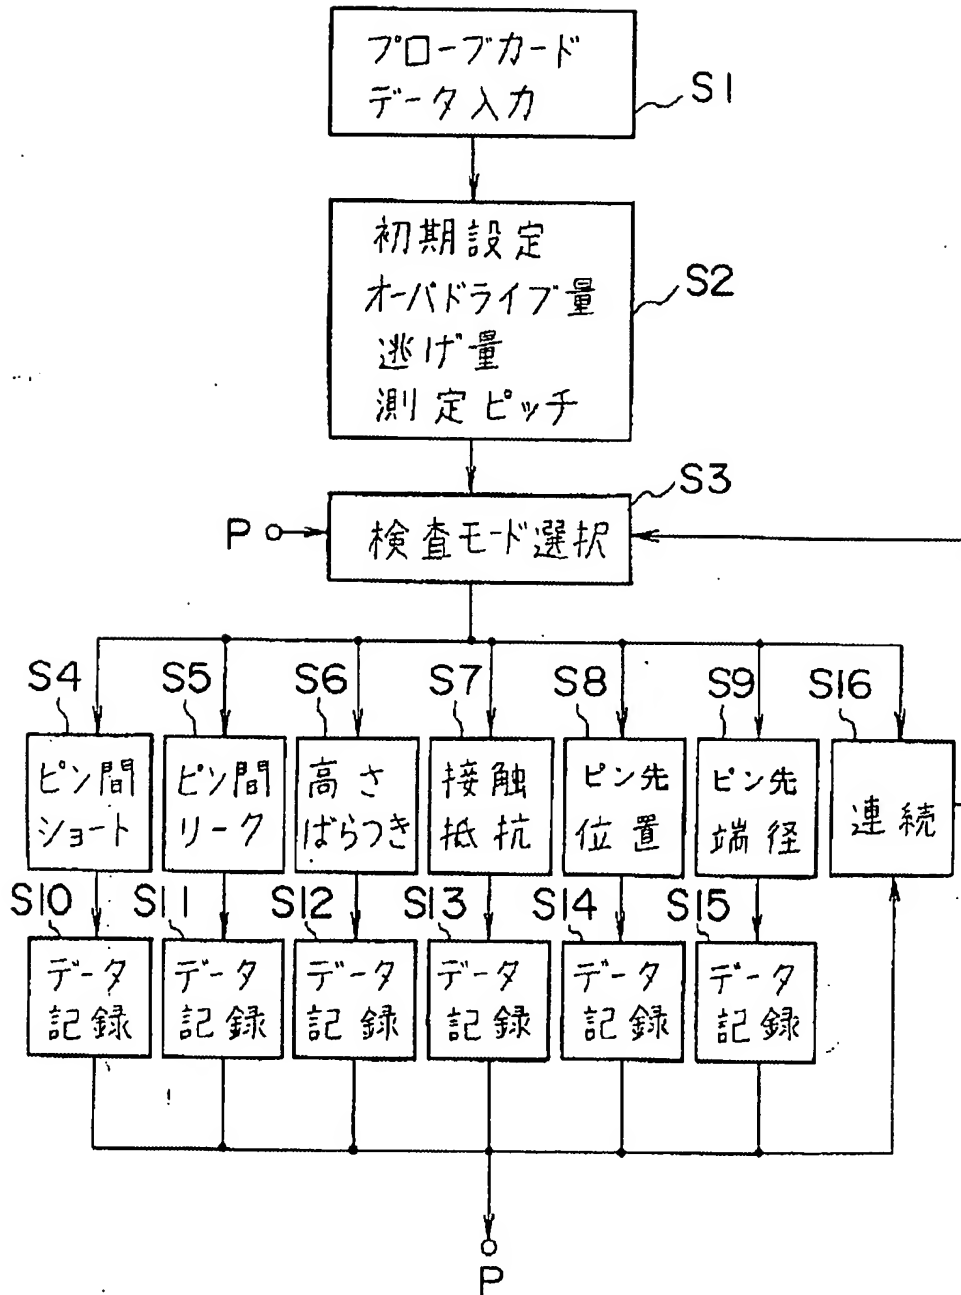 プローブカード
データ入力
S1
初期設定
オーバドライブ量
逃げ量
測定ピッチ
S2
S3
P
検査モード選択
S4
S5
S6
S7
S8
S9
S16
ピン間
ショート
ピン間
リーク
高さ
ばらつき
接触
抵抗
ピン先
位置
ピン先
端径
連続
S10
S11
S12
S13
S14
S15
データ
記録
データ
記録
データ
記録
データ
記録
データ
記録
データ
記録
P